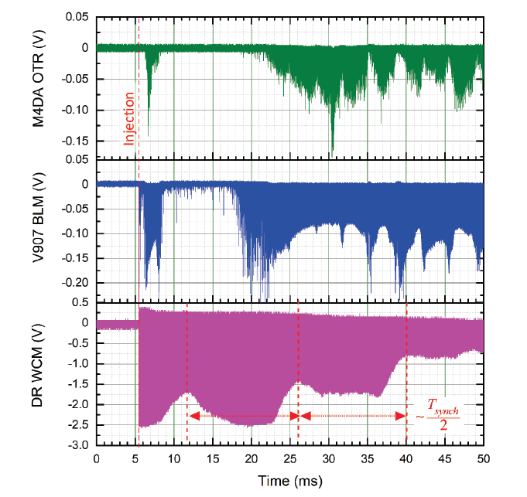 0.05
0
-0.05
-0.10
-0.15
M4DA OTR (V)
Injection
0.05
0
-0.05
-0.10
-0.15
-0.20
V907 BLM (V)
0.5
0
-0.5
-1.0
-1.5
-2.0
-2.5
-3.0
DR WCM (V)
~ T_synch / 2
0 5 10 15 20 25 30 35 40 45 50
Time (ms)